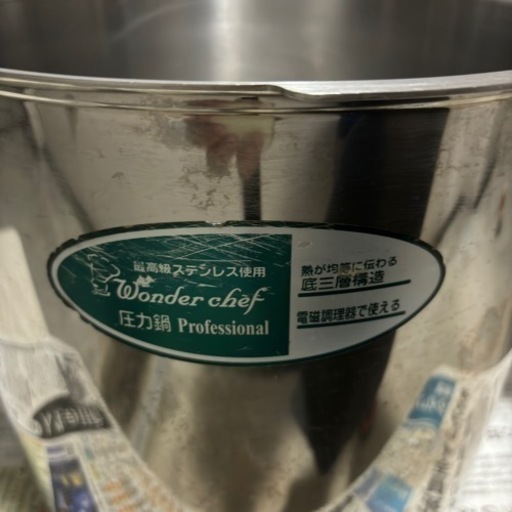 最高級ステンレス使用
Wonder chef
圧力鍋 Professional
熱が均等に伝わる
底三層構造
電磁調理器で使える